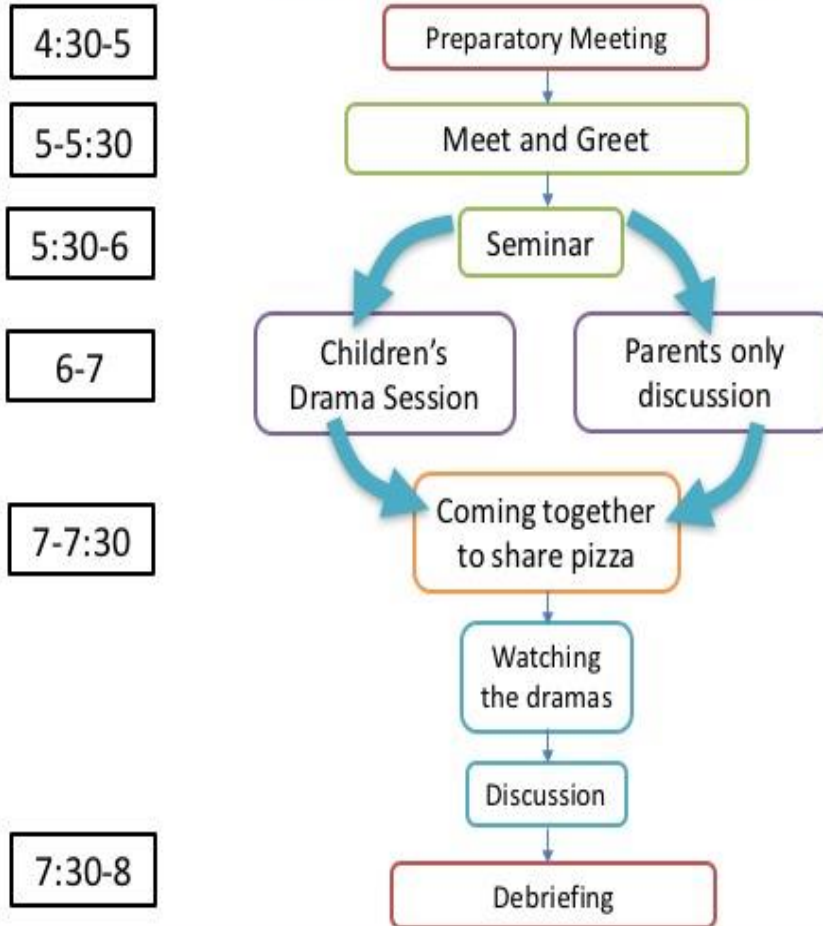 4:30-5
Preparatory Meeting
5-5:30
Meet and Greet
5:30-6
Seminar
6-7
Children’s
Drama Session
Parents only
discussion
7-7:30
Coming together
to share pizza
Watching
the dramas
Discussion
7:30-8
Debriefing